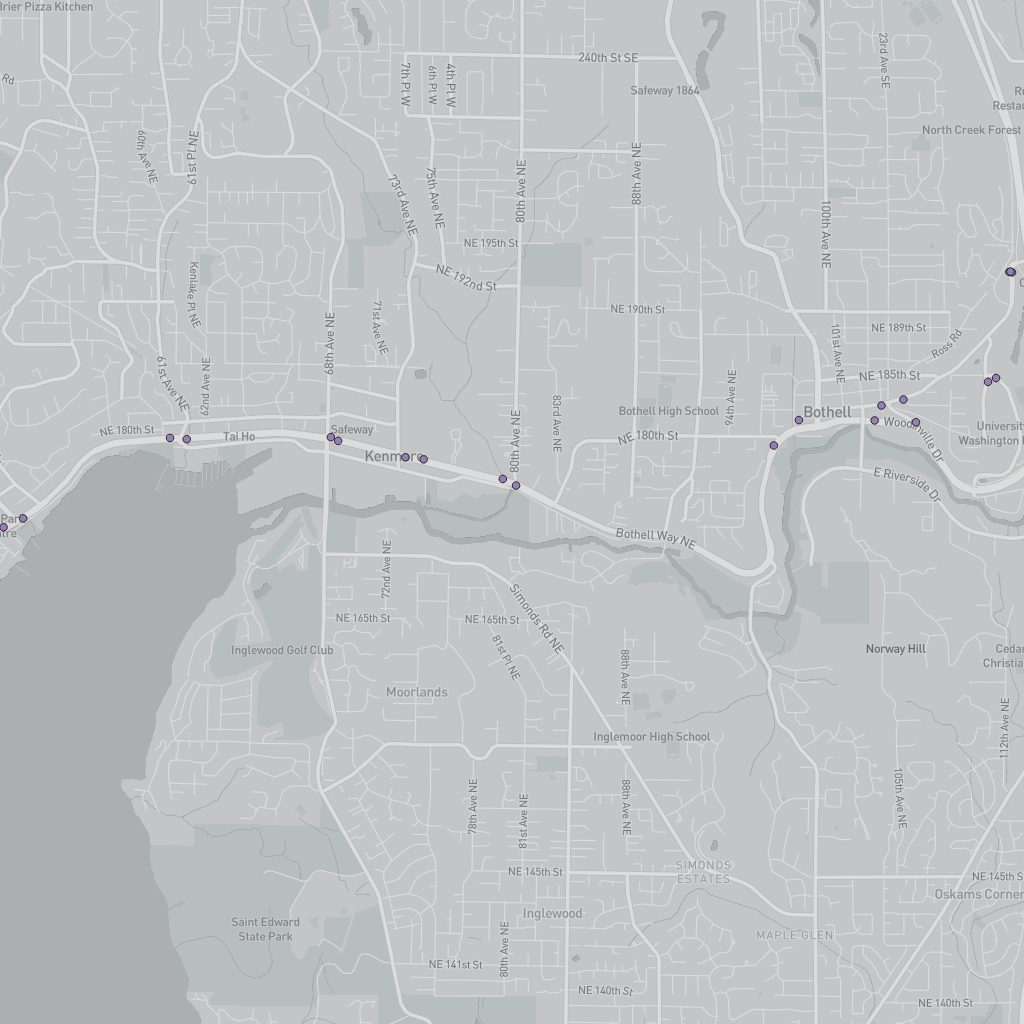 Brier Pizza Kitchen
240th St SE
23rd Ave SE
7th Pl W
6th Pl W
4th Pl W
Rd
Safeway 1864
North Creek Forest
60th Ave NE
61st Pl NE
73rd Ave NE
75th Ave NE
80th Ave NE
88th Ave NE
100th Ave NE
NE 195th St
NE 192nd St
Kenlake Pl NE
71st Ave NE
68th Ave NE
NE 190th St
NE 189th St
Ross Rd
101st Ave NE
61st Ave NE
62nd Ave NE
NE 185th St
94th Ave NE
83rd Ave NE
80th Ave NE
Bothell High School
Bothell
Woodinville Dr
University
Washington
NE 180th St
Tai Ho
Safeway
NE 180th St
Kenmore
E Riverside Dr
Bothell Way NE
72nd Ave NE
Simonds Rd NE
NE 165th St
NE 165th St
81st Pl NE
88th Ave NE
Inglewood Golf Club
Norway Hill
Moorlands
112th Ave NE
Inglemoor High School
78th Ave NE
81st Ave NE
88th Ave NE
105th Ave NE
NE 145th St
SIMONDS
ESTATES
NE 145th S
Oskams Corner
Inglewood
Saint Edward
State Park
80th Ave NE
MAPLE GLEN
NE 141st St
NE 140th St
NE 140th St